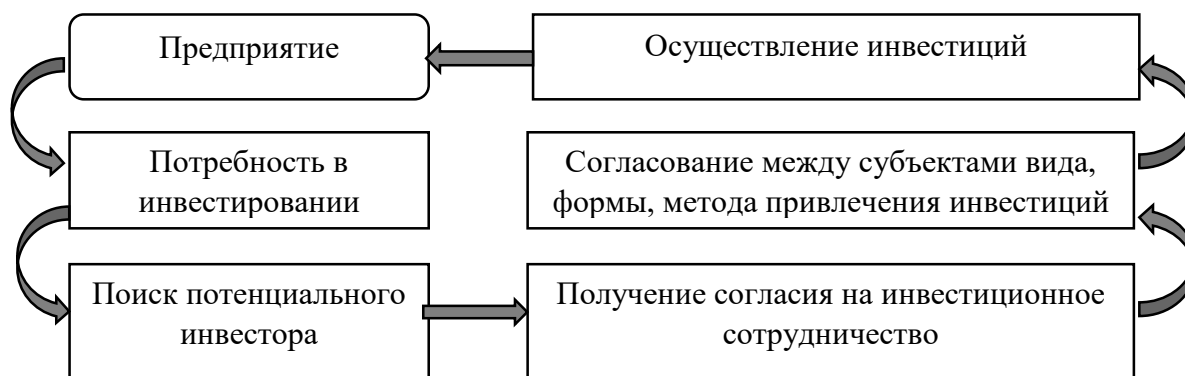 Предприятие
Осуществление инвестиций
Потребность в
инвестировании
Согласование между субъектами вида,
формы, метода привлечения инвестиций
Поиск потенциального
инвестора
Получение согласия на инвестиционное
сотрудничество